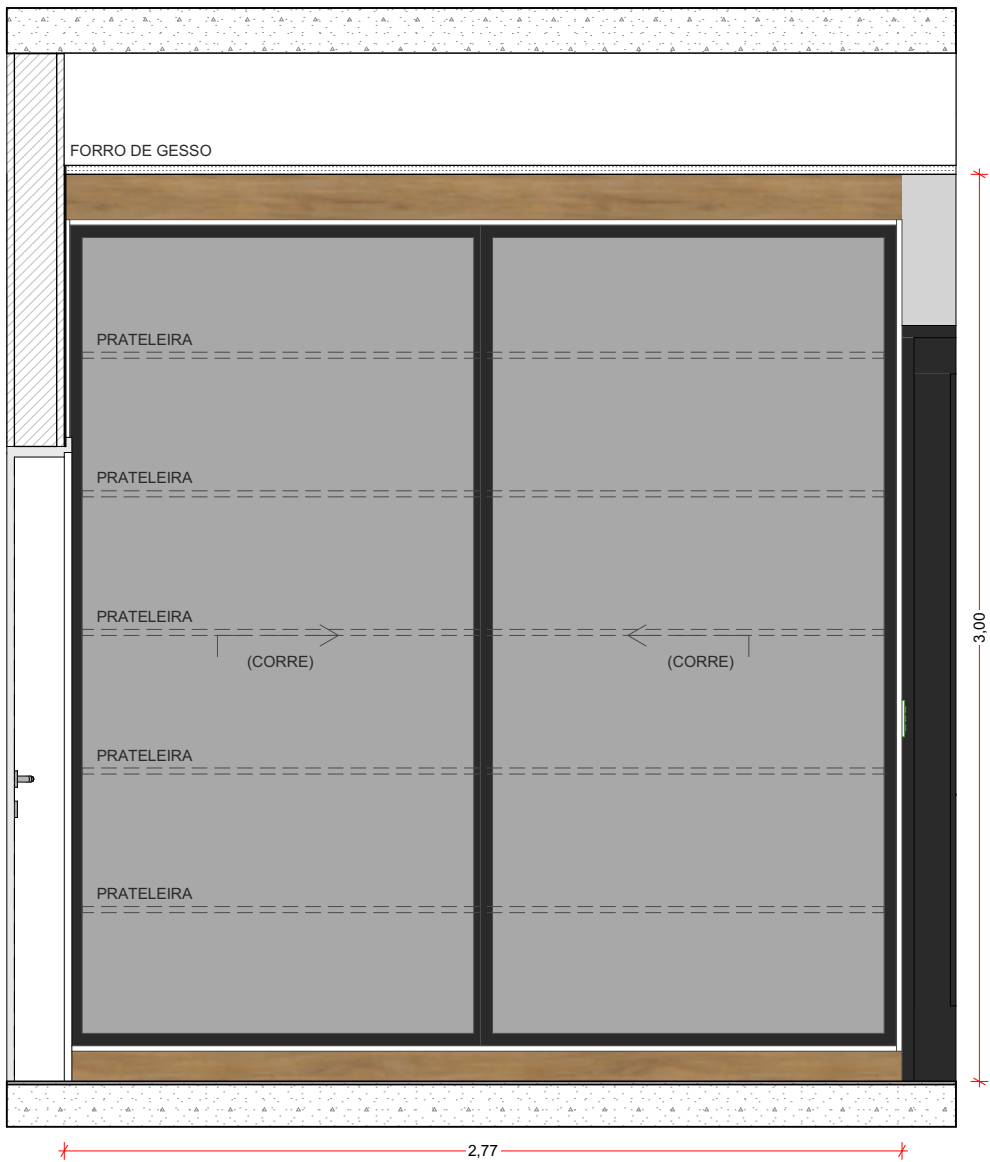 FORRO DE GESSO
PRATELEIRA
PRATELEIRA
PRATELEIRA
(CORRE)
(CORRE)
3,00
PRATELEIRA
PRATELEIRA
2,77